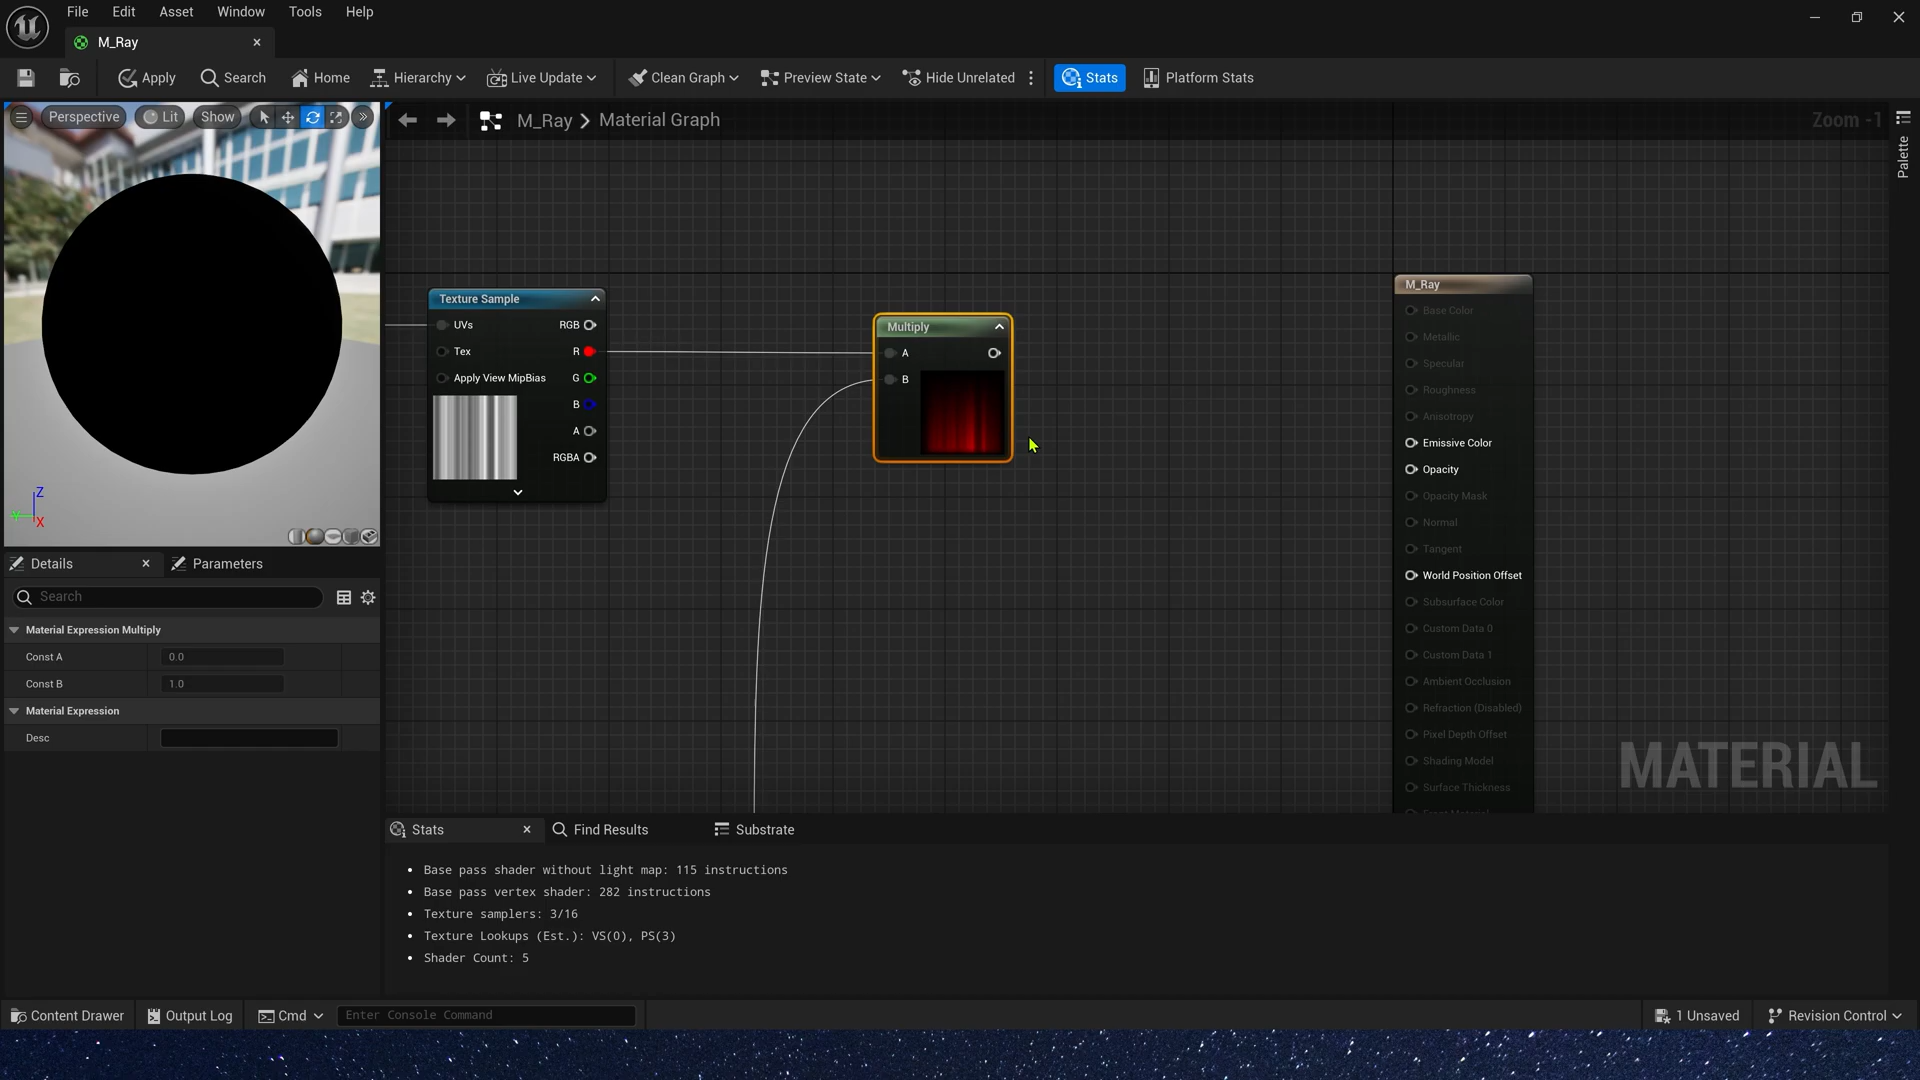 File Edit Asset Window Tools Help
M_Ray
Apply Search Home Hierarchy Live Update Clean Graph Preview State Hide Unrelated Stats Platform Stats
Perspective Lit Show
M_Ray > Material Graph
Zoom -1
Palette
Texture Sample
UVs RGB
Tex R
Apply View MipBias G
B
A
RGBA
Multiply
A
B
M_Ray
Base Color
Metallic
Specular
Roughness
Anisotropy
Emissive Color
Opacity
Opacity Mask
Normal
Tangent
World Position Offset
Subsurface Color
Custom Data 0
Custom Data 1
Ambient Occlusion
Refraction (Disabled)
Pixel Depth Offset
Shading Model
Surface Thickness
MATERIAL
Z
X
Details Parameters
Search
Material Expression Multiply
Const A 0.0
Const B 1.0
Material Expression
Desc
Stats Find Results Substrate
• Base pass shader without light map: 115 instructions
• Base pass vertex shader: 282 instructions
• Texture samplers: 3/16
• Texture Lookups (Est.): VS(0), PS(3)
• Shader Count: 5
Content Drawer Output Log Cmd Enter Console Command 1 Unsaved Revision Control